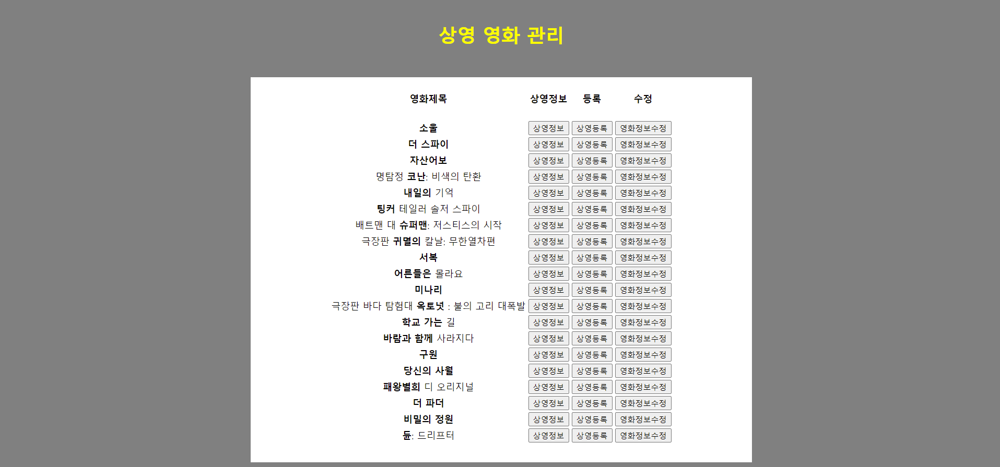 상영 영화 관리
영화제목 상영정보 등록 수정
소울 상영정보 상영등록 영화정보수정
더 스파이 상영정보 상영등록 영화정보수정
자산어보 상영정보 상영등록 영화정보수정
명탐정 코난: 비색의 탄환 상영정보 상영등록 영화정보수정
내일의 기억 상영정보 상영등록 영화정보수정
팅커 테일러 솔저 스파이 상영정보 상영등록 영화정보수정
배트맨 대 슈퍼맨: 저스티스의 시작 상영정보 상영등록 영화정보수정
극장판 귀멸의 칼날: 무한열차편 상영정보 상영등록 영화정보수정
서복 상영정보 상영등록 영화정보수정
어른들은 몰라요 상영정보 상영등록 영화정보수정
미나리 상영정보 상영등록 영화정보수정
극장판 바다 탐험대 옥토넛 : 불의 고리 대폭발 상영정보 상영등록 영화정보수정
학교 가는 길 상영정보 상영등록 영화정보수정
바람과 함께 사라지다 상영정보 상영등록 영화정보수정
구원 상영정보 상영등록 영화정보수정
당신의 사월 상영정보 상영등록 영화정보수정
패왕별희 디 오리지널 상영정보 상영등록 영화정보수정
더 파더 상영정보 상영등록 영화정보수정
비밀의 정원 상영정보 상영등록 영화정보수정
듄: 드리프터 상영정보 상영등록 영화정보수정